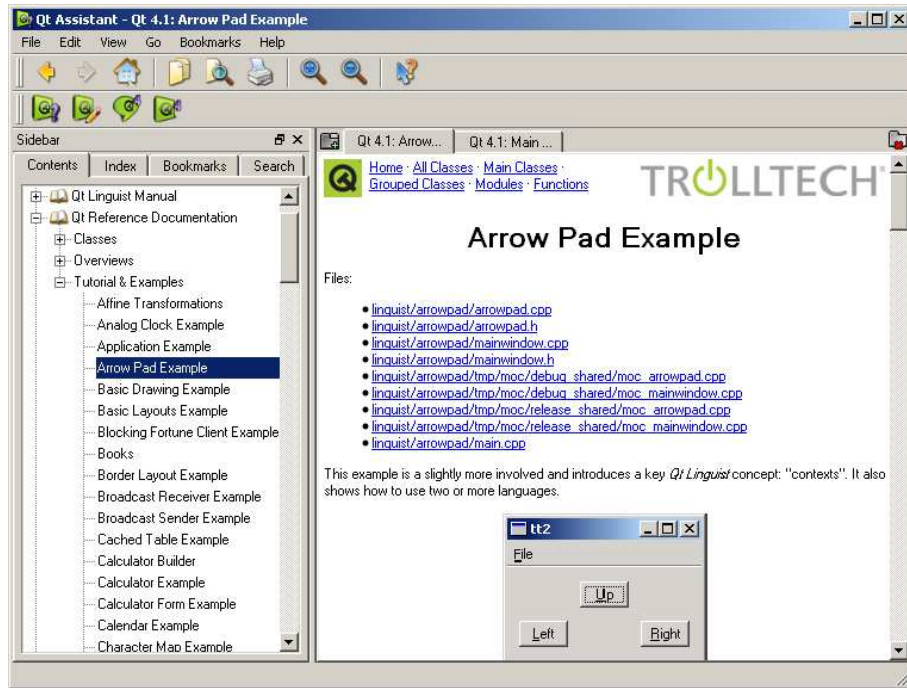 Qt Assistant - Qt 4.1: Arrow Pad Example
File Edit View Go Bookmarks Help
Sidebar
Contents Index Bookmarks Search
Qt Linguist Manual
Qt Reference Documentation
Classes
Overviews
Tutorial & Examples
Affine Transformations
Analog Clock Example
Application Example
Arrow Pad Example
Basic Drawing Example
Basic Layouts Example
Blocking Fortune Client Example
Books
Border Layout Example
Broadcast Receiver Example
Broadcast Sender Example
Cached Table Example
Calculator Builder
Calculator Example
Calculator Form Example
Calendar Example
Character Map Example
Qt 4.1: Arrow... Qt 4.1: Main ...
Home · All Classes · Main Classes ·
Grouped Classes · Modules · Functions
TROLLTECH
Arrow Pad Example
Files:
• linguist/arrowpad/arrowpad.cpp
• linguist/arrowpad/arrowpad.h
• linguist/arrowpad/mainwindow.cpp
• linguist/arrowpad/mainwindow.h
• linguist/arrowpad/tmp/moc/debug_shared/moc_arrowpad.cpp
• linguist/arrowpad/tmp/moc/debug_shared/moc_mainwindow.cpp
• linguist/arrowpad/tmp/moc/release_shared/moc_arrowpad.cpp
• linguist/arrowpad/tmp/moc/release_shared/moc_mainwindow.cpp
• linguist/arrowpad/main.cpp
This example is a slightly more involved and introduces a key Qt Linguist concept: "contexts". It also
shows how to use two or more languages.
tt2
File
Up
Left Right